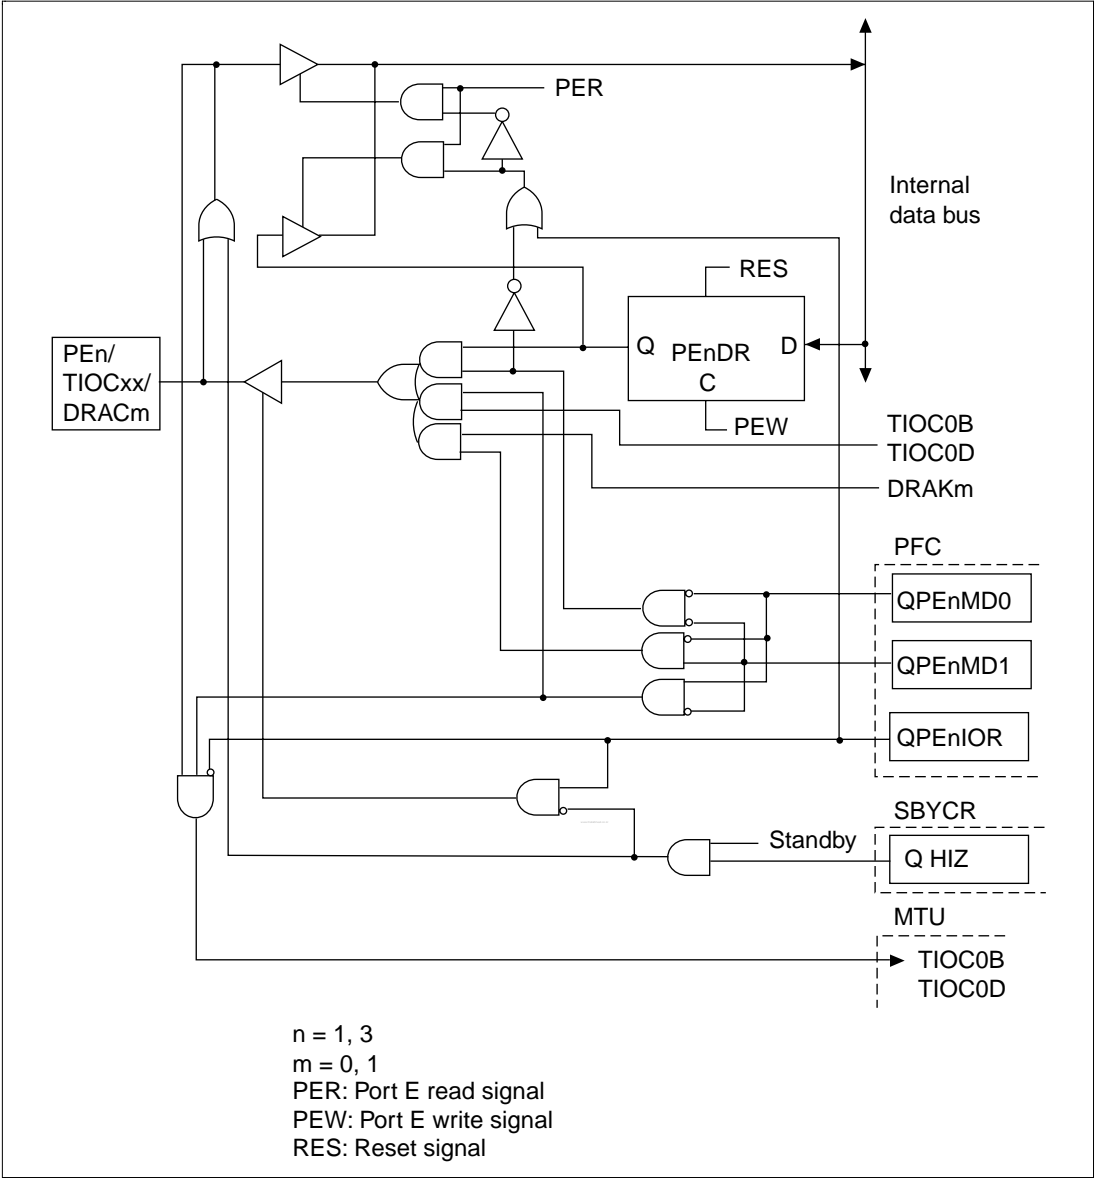 PER
Internal
data bus
RES
Q
PEnDR
D
C
PEW
PEn/
TIOCxx/
DRACm
TIOC0B
TIOC0D
DRAKm
PFC
QPEnMD0
QPEnMD1
QPEnIOR
SBYCR
Standby
Q HIZ
MTU
TIOC0B
TIOC0D
n = 1, 3
m = 0, 1
PER: Port E read signal
PEW: Port E write signal
RES: Reset signal